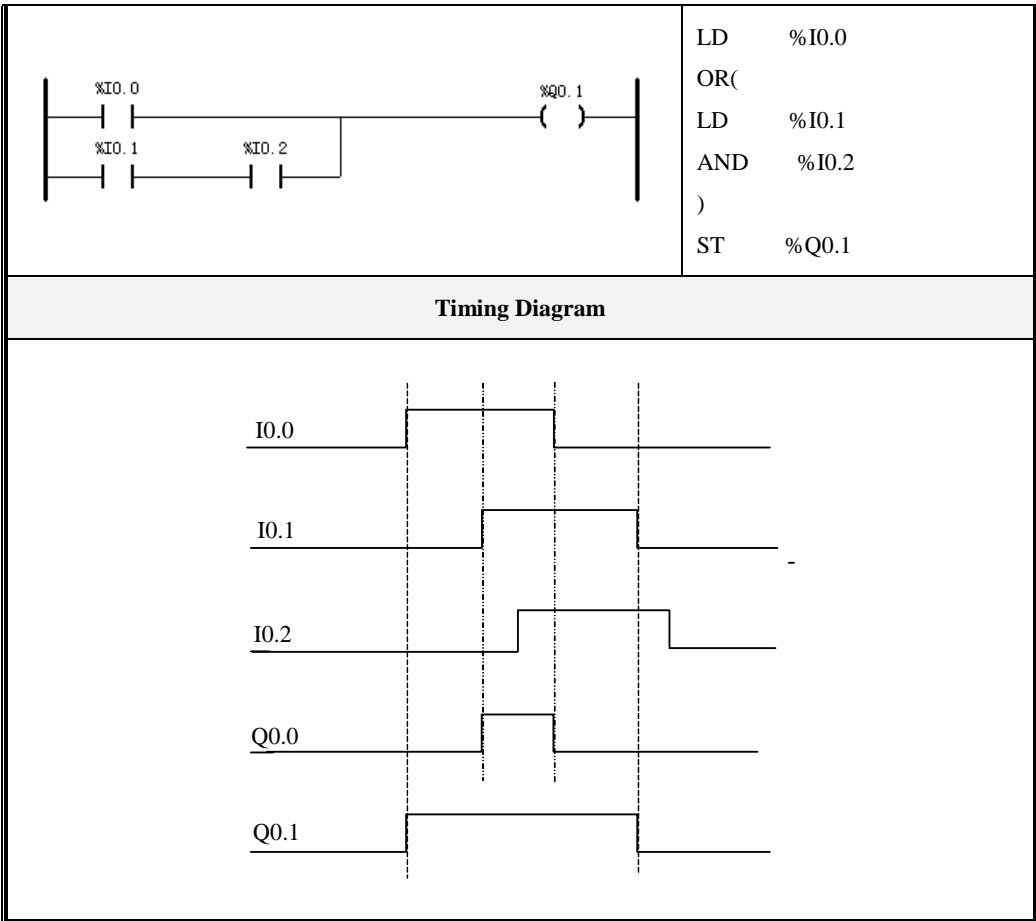 %I0.0
%Q0.1
%I0.1
%I0.2
LD %I0.0
OR(
LD %I0.1
AND %I0.2
)
ST %Q0.1
Timing Diagram
I0.0
I0.1
-
I0.2
Q0.0
Q0.1